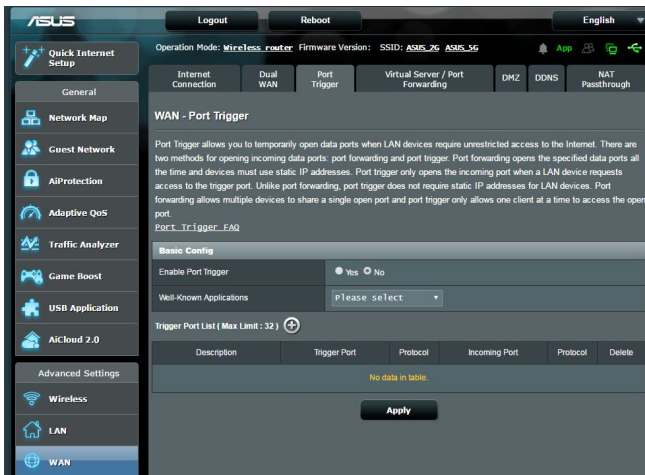 ASUS
Logout
Reboot
English
Quick Internet
Setup
Operation Mode: Wireless router Firmware Version: SSID: ASUS_2G ASUS_5G
App
Internet
Connection
Dual
WAN
Port
Trigger
Virtual Server / Port
Forwarding
DMZ
DDNS
NAT
Passthrough
General
Network Map
Guest Network
AiProtection
Adaptive QoS
Traffic Analyzer
Game Boost
USB Application
AiCloud 2.0
Advanced Settings
Wireless
LAN
WAN
WAN - Port Trigger
Port Trigger allows you to temporarily open data ports when LAN devices require unrestricted access to the Internet. There are
two methods for opening incoming data ports: port forwarding and port trigger. Port forwarding opens the specified data ports all
the time and devices must use static IP addresses. Port trigger only opens the incoming port when a LAN device requests
access to the trigger port. Unlike port forwarding, port trigger does not require static IP addresses for LAN devices. Port
forwarding allows multiple devices to share a single open port and port trigger only allows one client at a time to access the open
port.
Port Trigger FAQ
Basic Config
Enable Port Trigger
Yes No
Well-Known Applications
Please select
Trigger Port List ( Max Limit : 32 )
Description Trigger Port Protocol Incoming Port Protocol Delete
No data in table.
Apply